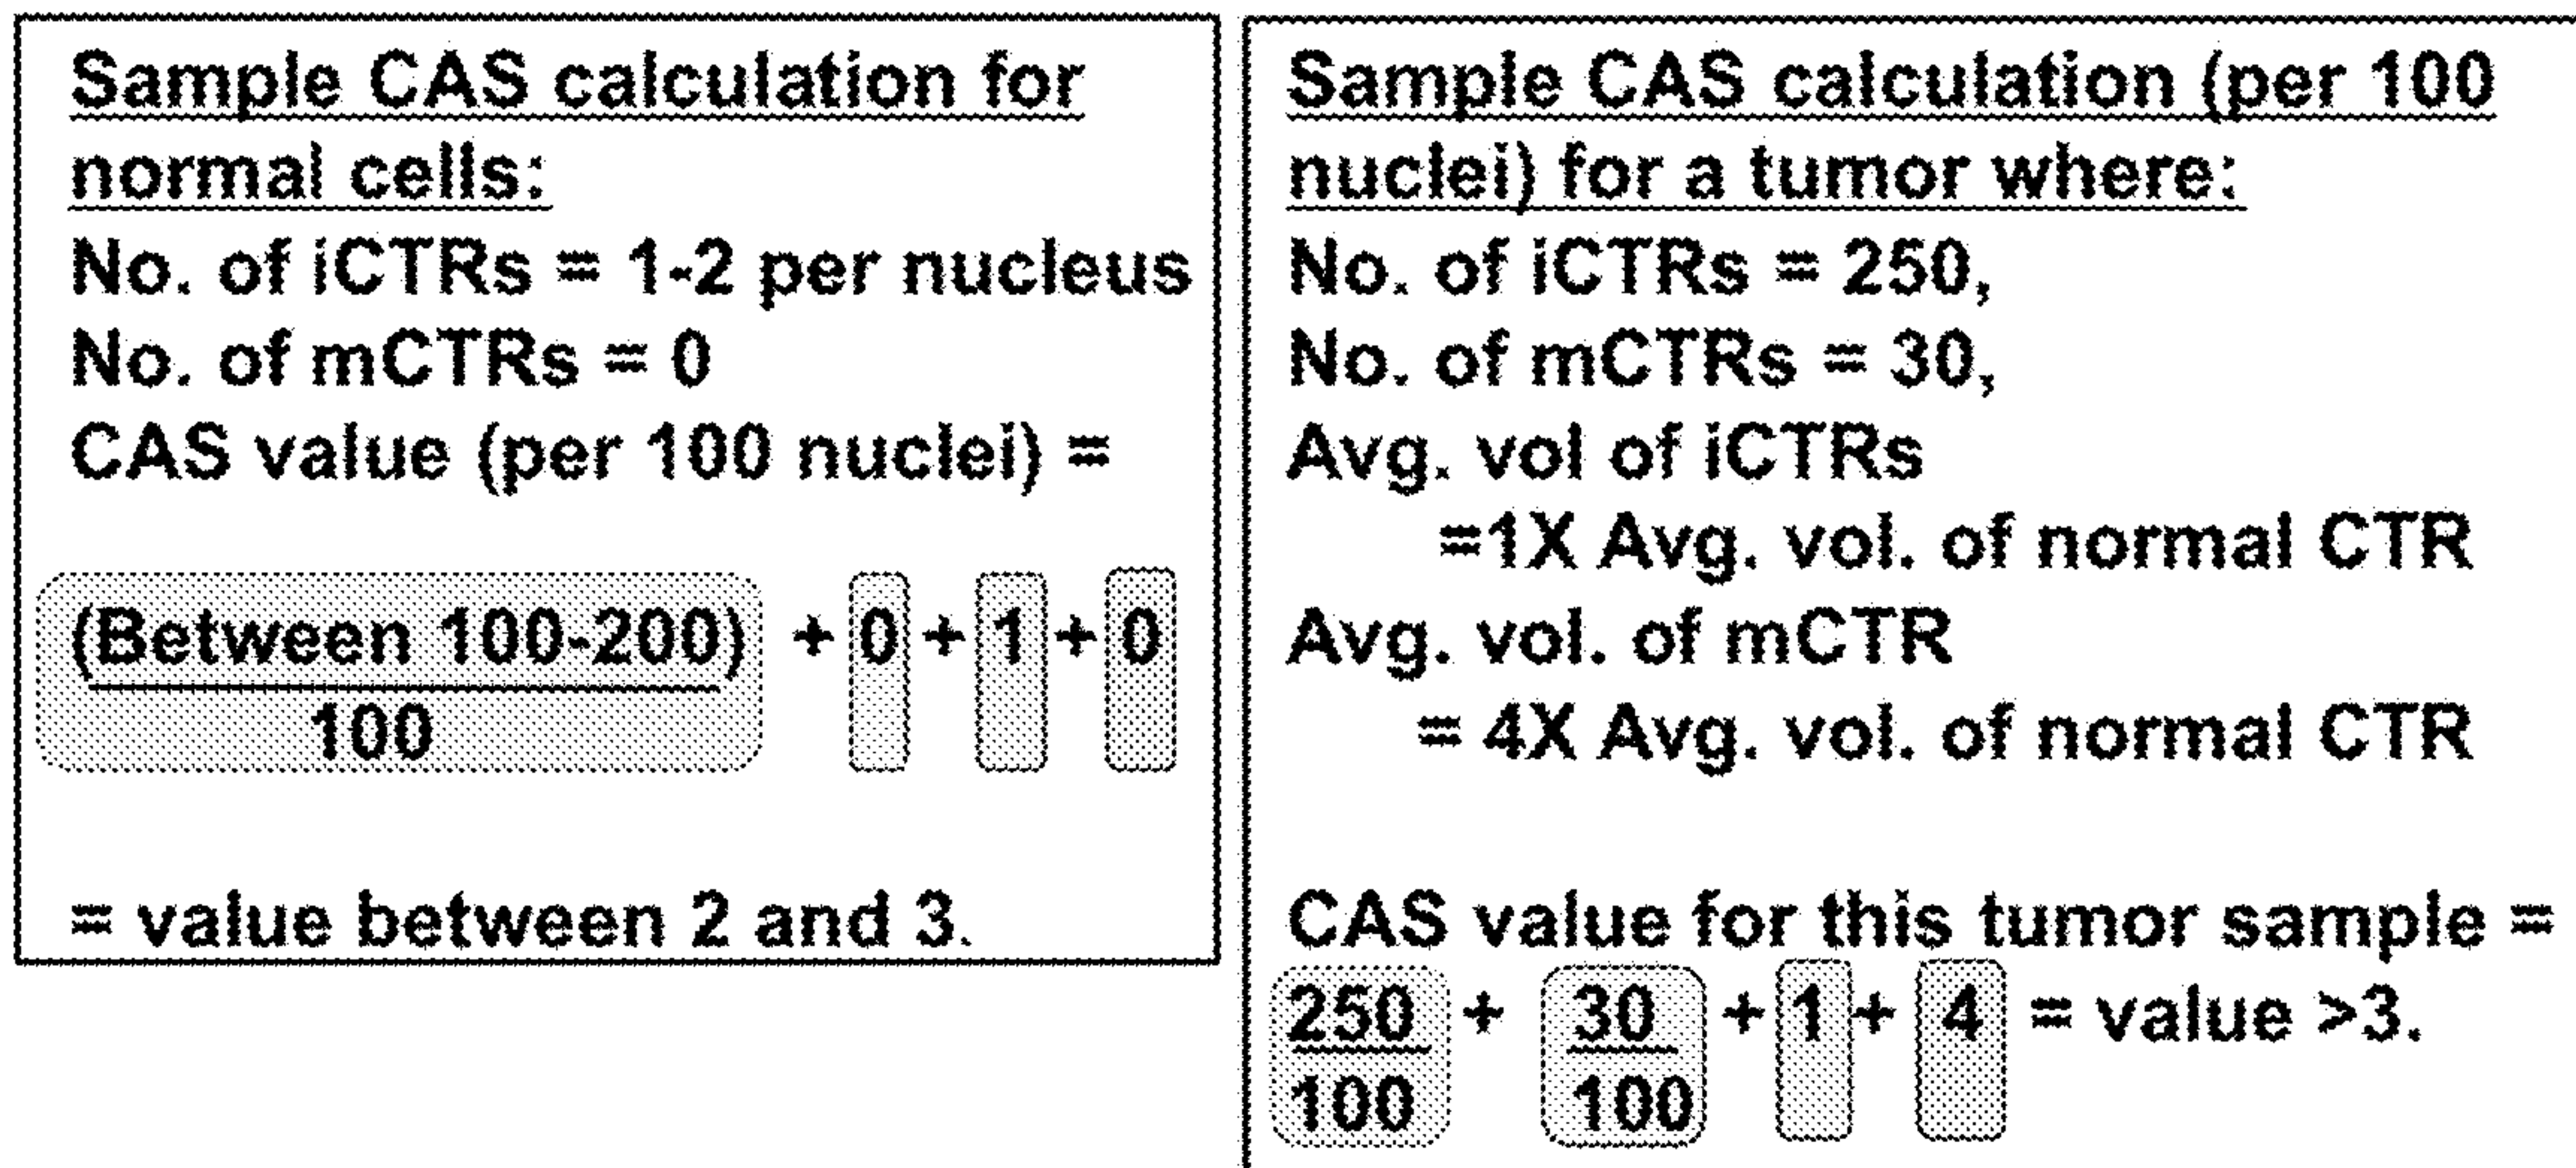 Sample CAS calculation for
normal cells:
No. of iCTRs = 1-2 per nucleus
No. of mCTRs = 0
CAS value (per 100 nuclei) =
(Between 100-200) + 0 + 1 + 0
100
= value between 2 and 3.
Sample CAS calculation (per 100
nuclei) for a tumor where:
No. of iCTRs = 250,
No. of mCTRs = 30,
Avg. vol of iCTRs
=1X Avg. vol. of normal CTR
Avg. vol. of mCTR
= 4X Avg. vol. of normal CTR
CAS value for this tumor sample =
250 + 30 + 1 + 4 = value >3.
100 100